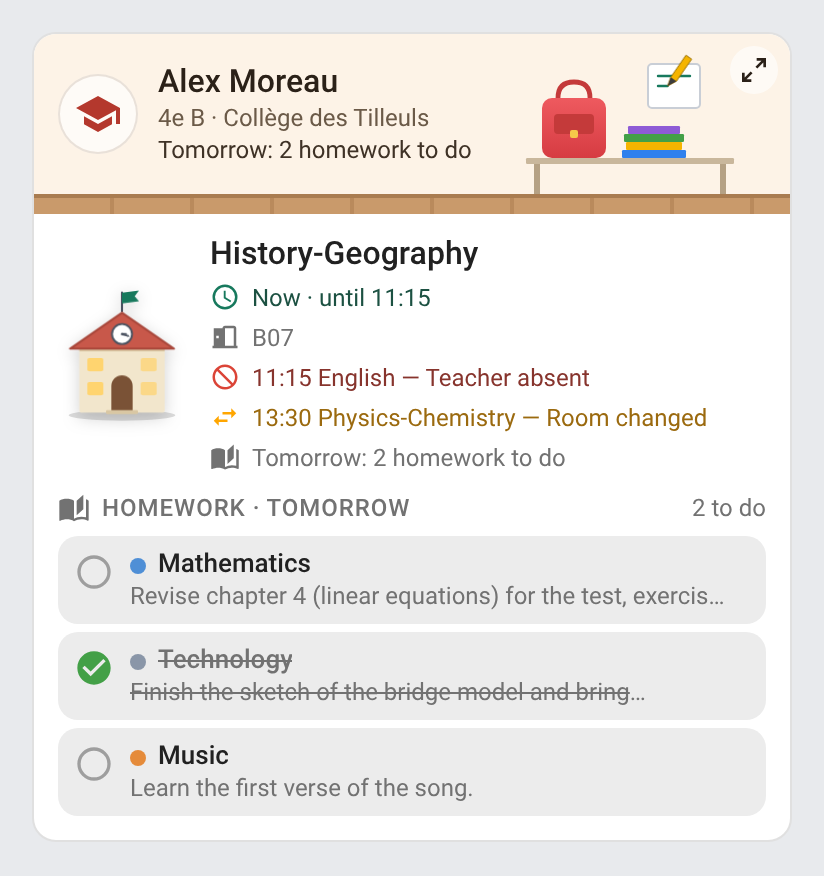 Alex Moreau
4e B · Collège des Tilleuls
Tomorrow: 2 homework to do
History-Geography
Now · until 11:15
B07
11:15 English — Teacher absent
13:30 Physics-Chemistry — Room changed
Tomorrow: 2 homework to do
HOMEWORK · TOMORROW 2 to do
Mathematics
Revise chapter 4 (linear equations) for the test, exercis…
Technology
Finish the sketch of the bridge model and bring…
Music
Learn the first verse of the song.